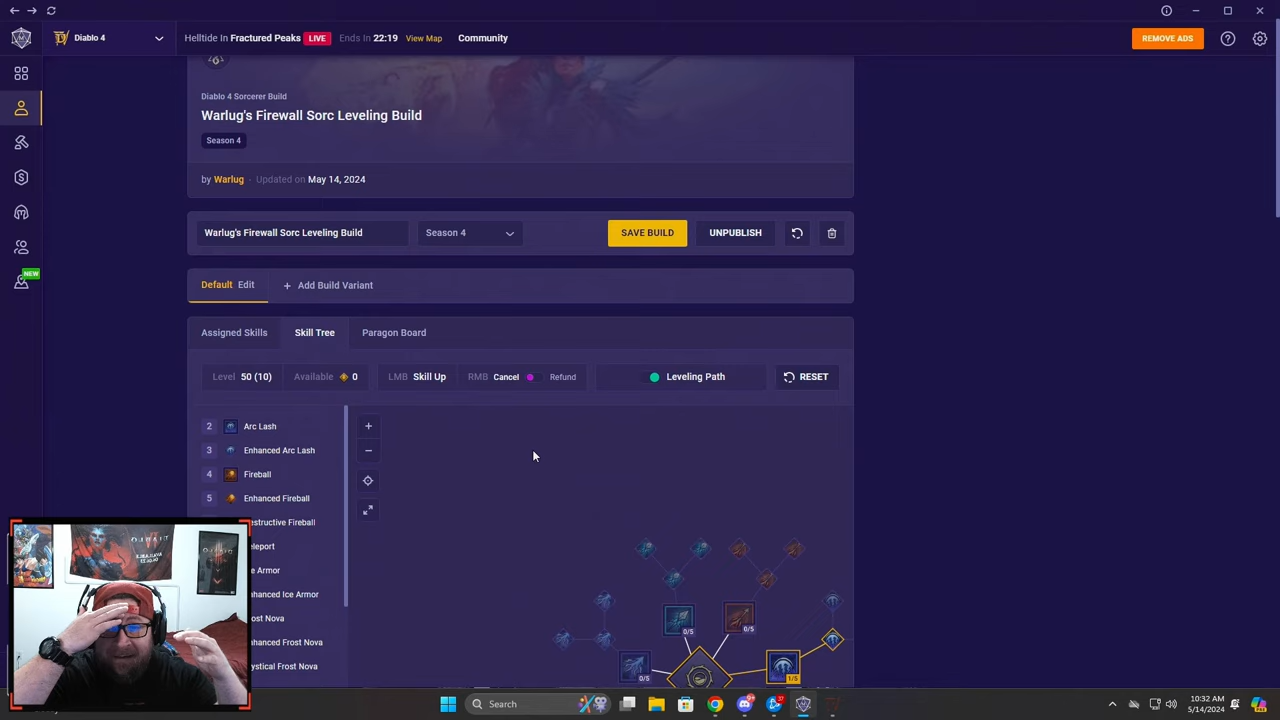 Diablo 4
Helltide In Fractured Peaks LIVE Ends In 22:19 View Map Community
REMOVE ADS
Diablo 4 Sorcerer Build
Warlug's Firewall Sorc Leveling Build
Season 4
by Warlug · Updated on May 14, 2024
Warlug's Firewall Sorc Leveling Build
Season 4
SAVE BUILD
UNPUBLISH
NEW
Default Edit
+ Add Build Variant
Assigned Skills
Skill Tree
Paragon Board
Level 50 (10)
Available 0
LMB Skill Up
RMB Cancel Refund
Leveling Path
RESET
2 Arc Lash
3 Enhanced Arc Lash
4 Fireball
5 Enhanced Fireball
estructive Fireball
eleport
ce Armor
nhanced Ice Armor
ost Nova
nhanced Frost Nova
ystical Frost Nova
0/5
0/5
0/5
1/5
Search
10:32 AM
5/14/2024